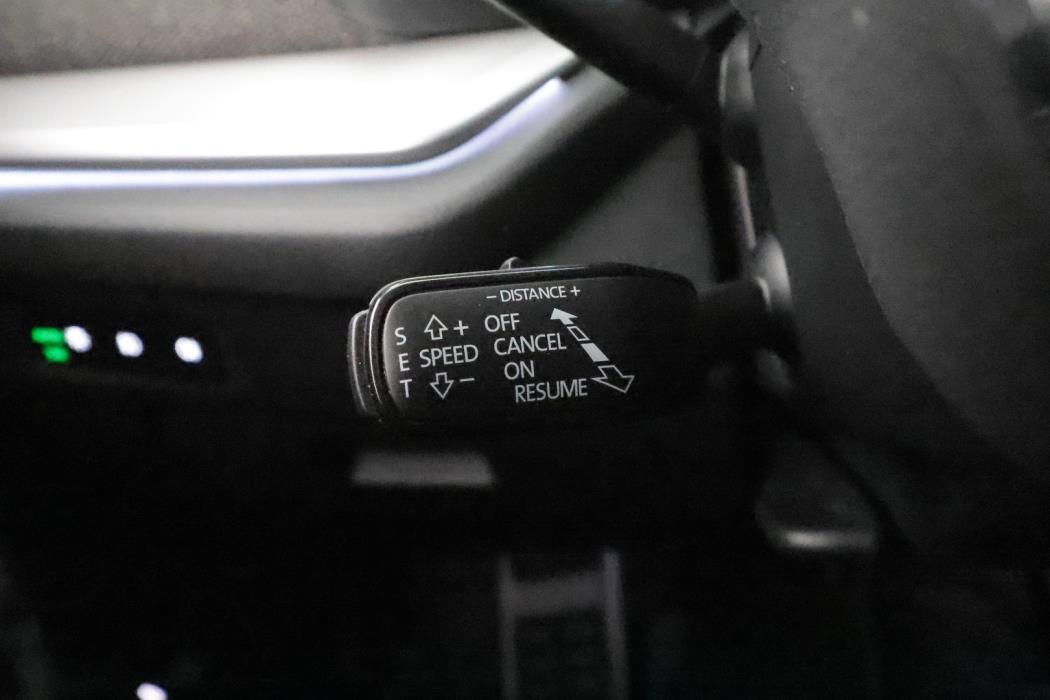 − DISTANCE +
S + OFF
E SPEED CANCEL
T − ON
RESUME